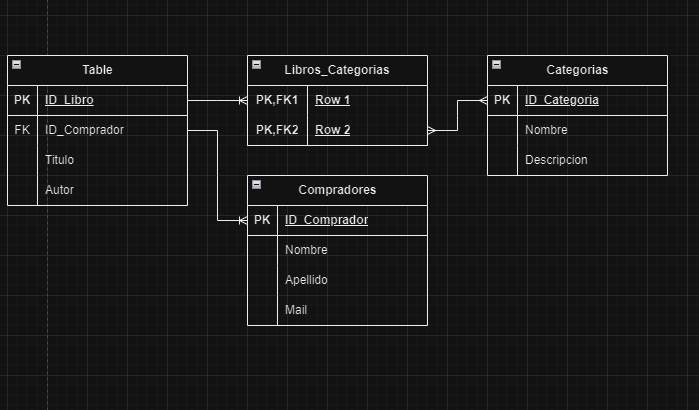 Table
PK ID_Libro
FK ID_Comprador
Titulo
Autor
Libros_Categorias
PK,FK1 Row 1
PK,FK2 Row 2
Categorias
PK ID_Categoria
Nombre
Descripcion
Compradores
PK ID_Comprador
Nombre
Apellido
Mail